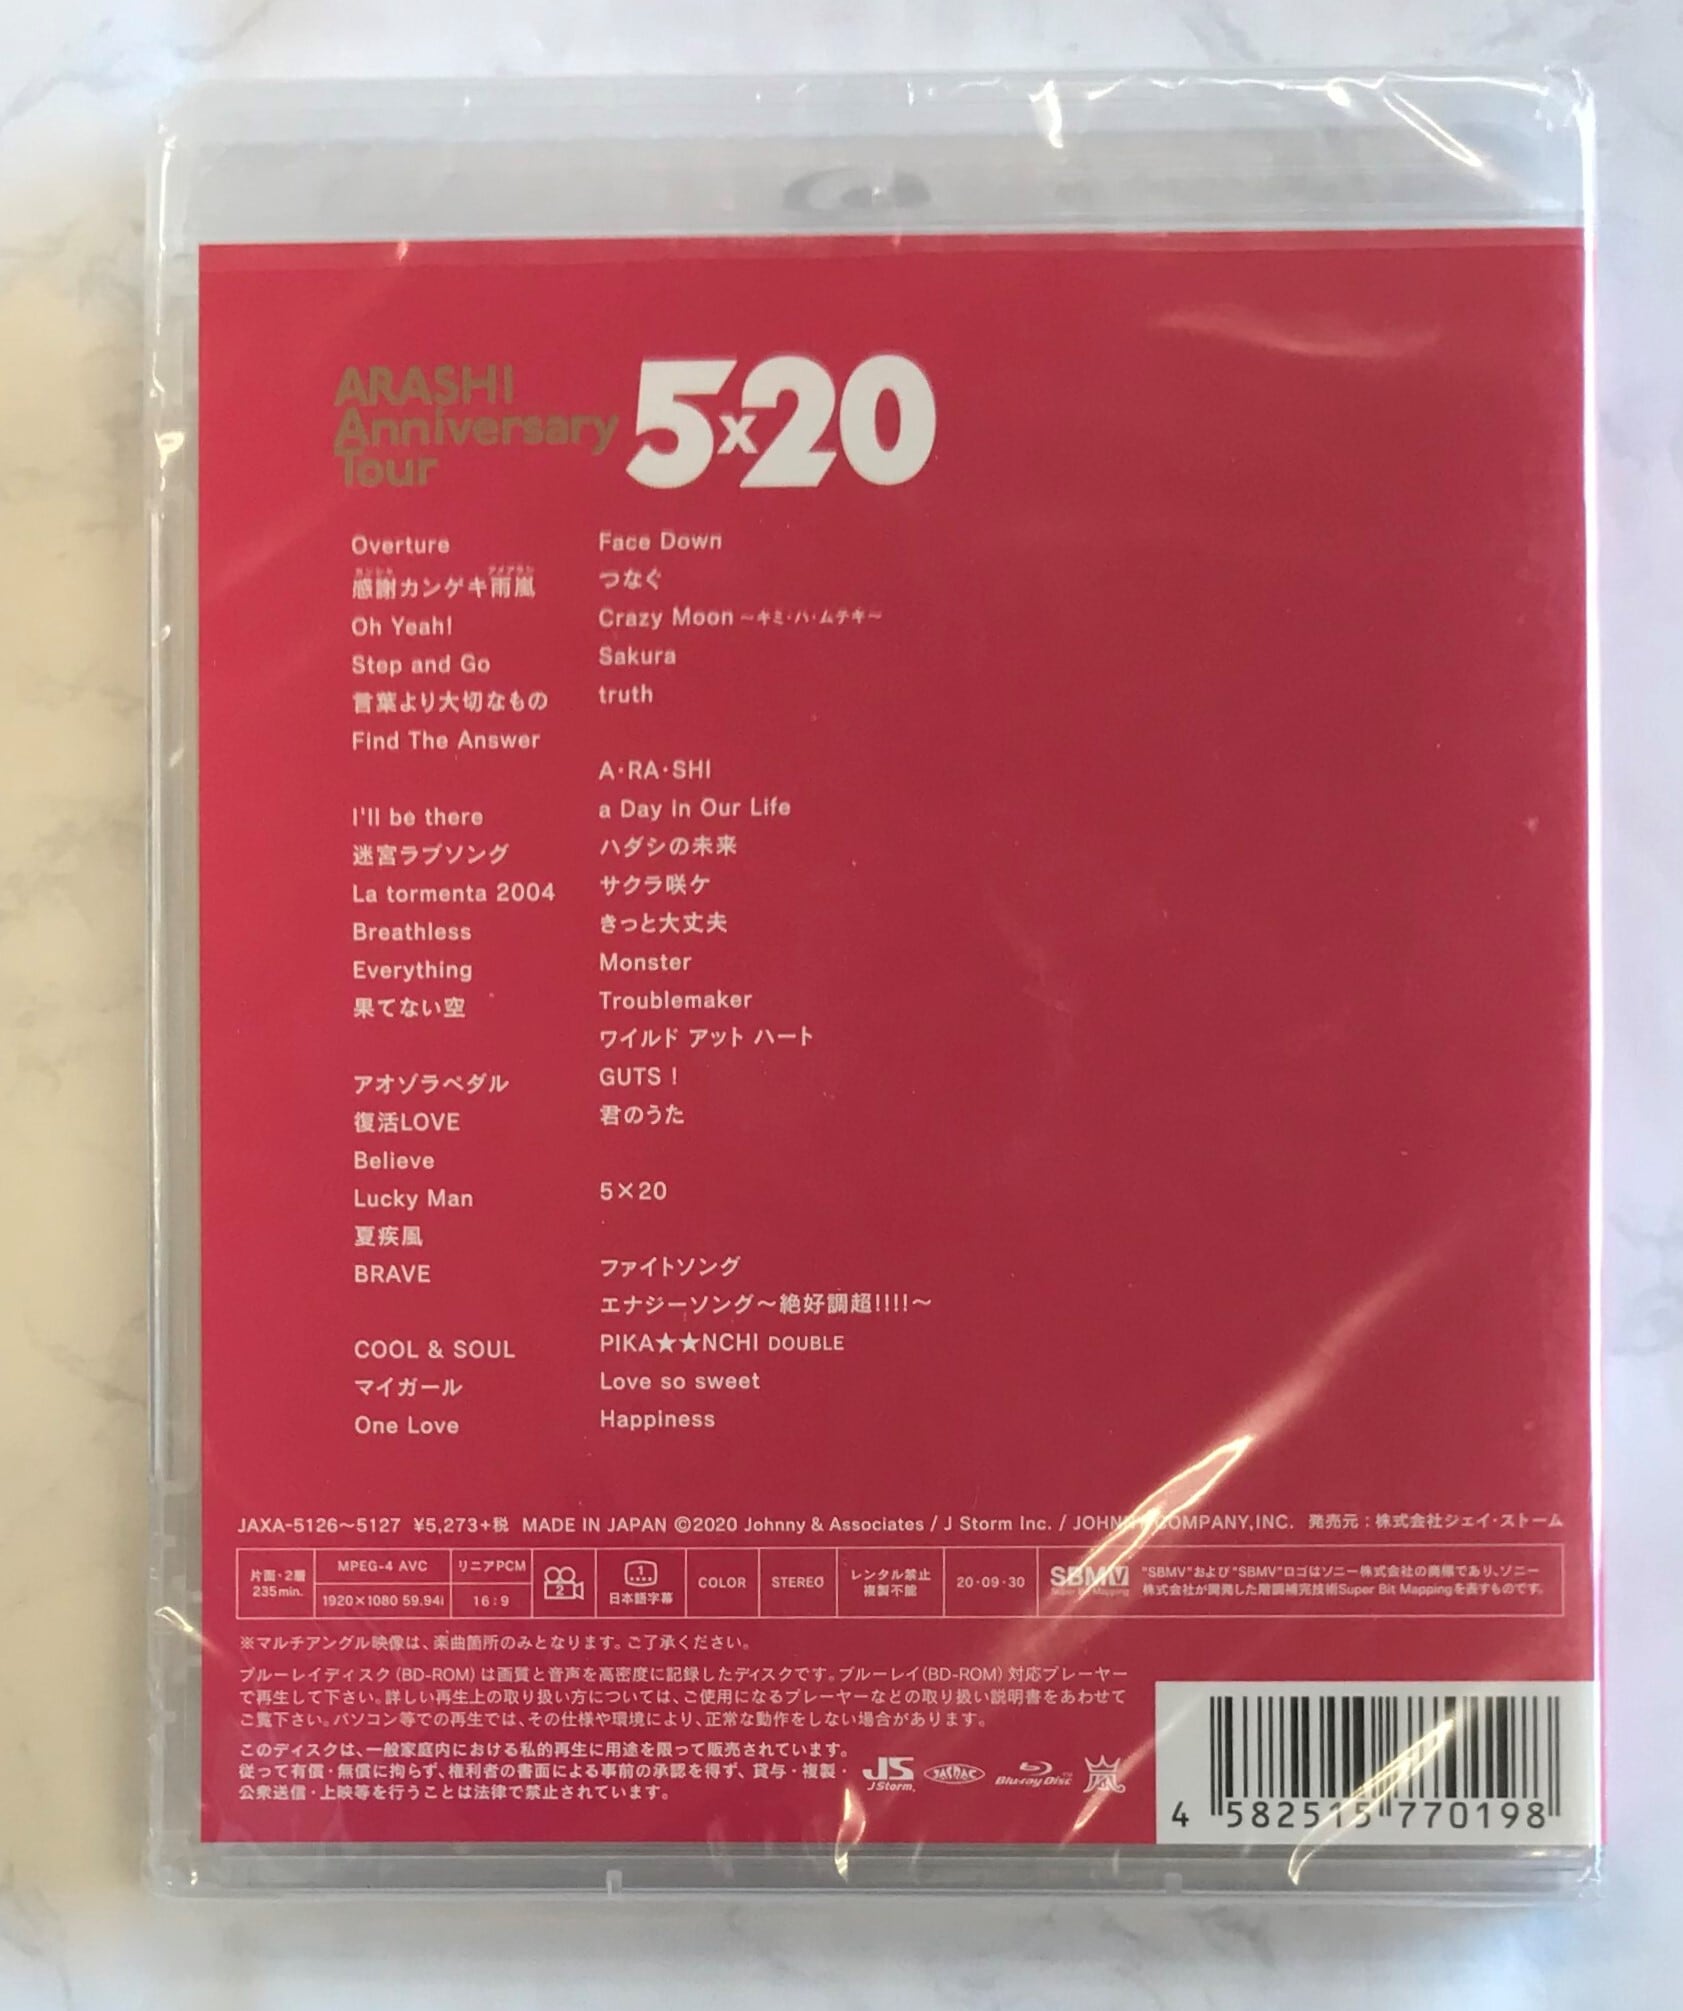 ARASHI
Anniversary
Tour
5×20
Overture
感謝カンゲキ雨嵐
Oh Yeah!
Step and Go
言葉より大切なもの
Find The Answer
I'll be there
迷宮ラブソング
La tormenta 2004
Breathless
Everything
果てない空
アオゾラペダル
復活LOVE
Believe
Lucky Man
夏疾風
BRAVE
COOL & SOUL
マイガール
One Love
Face Down
つなぐ
Crazy Moon～キミ・ハ・ムテキ～
Sakura
truth
A・RA・SHI
a Day in Our Life
ハダシの未来
サクラ咲ケ
きっと大丈夫
Monster
Troublemaker
ワイルド アット ハート
GUTS !
君のうた
5×20
ファイトソング
エナジーソング～絶好調超!!!!～
PIKA★★NCHI DOUBLE
Love so sweet
Happiness
JAXA-5126～5127 ¥5,273+税 MADE IN JAPAN ©2020 Johnny & Associates / J Storm Inc. / JOHNNY COMPANY,INC. 発売元：株式会社ジェイ・ストーム
片面・2層
235min.
MPEG-4 AVC
1920×1080 59.94i
リニアPCM
16：9
2
1
日本語字幕
COLOR
STEREO
レンタル禁止
複製不能
20・09・30
SBMV
Super Bit Mapping
"SBMV"および"SBMV"ロゴはソニー株式会社の商標であり、ソニー
株式会社が開発した階調補完技術Super Bit Mappingを表すものです。
※マルチアングル映像は、楽曲箇所のみとなります。ご了承ください。
ブルーレイディスク（BD-ROM）は画質と音声を高密度に記録したディスクです。ブルーレイ（BD-ROM）対応プレーヤー
で再生して下さい。詳しい再生上の取り扱い方については、ご使用になるプレーヤーなどの取り扱い説明書をあわせて
ご覧下さい。パソコン等での再生では、その仕様や環境により、正常な動作をしない場合があります。
このディスクは、一般家庭内における私的再生に用途を限って販売されています。
従って有償・無償に拘らず、権利者の書面による事前の承認を得ず、貸与・複製・
公衆送信・上映等を行うことは法律で禁止されています。
JS
J Storm.
JASRAC
Blu-ray Disc
嵐
4 582515 770198